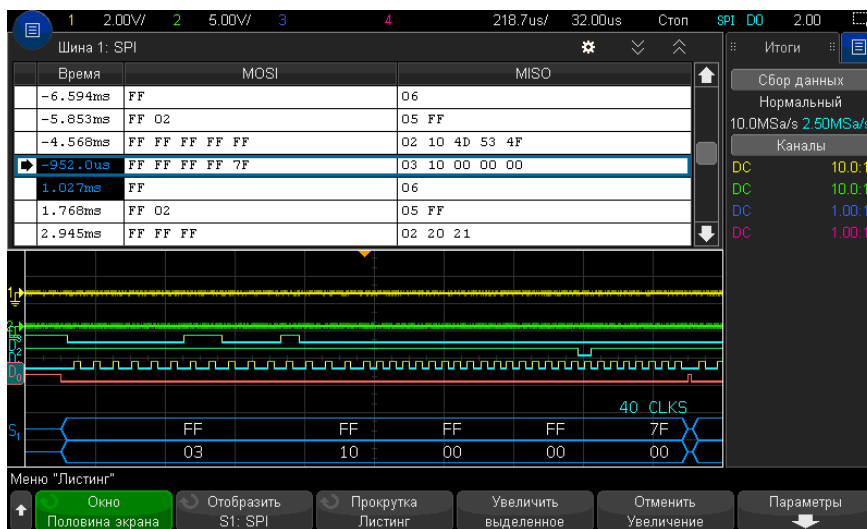 1 2.00V/ 2 5.00V/ 3 4 218.7us/ 32.00us Стоп SPI D0 2.00
Шина 1: SPI
Время MOSI MISO
-6.594ms FF 06
-5.853ms FF 02 05 FF
-4.568ms FF FF FF FF FF 02 10 4D 53 4F
-952.0us FF FF FF FF 7F 03 10 00 00 00
1.027ms FF 06
1.768ms FF 02 05 FF
2.945ms FF FF FF 02 20 21
Итоги
Сбор данных
Нормальный
10.0MSa/s 2.50MSa/s
Каналы
DC 10.0:1
DC 10.0:1
DC 1.00:1
DC 1.00:1
40 CLKS
S1 FF FF FF FF 7F
03 10 00 00 00
Меню "Листинг"
Окно
Половина экрана
Отобразить
S1: SPI
Прокрутка
Листинг
Увеличить
выделенное
Отменить
Увеличение
Параметры